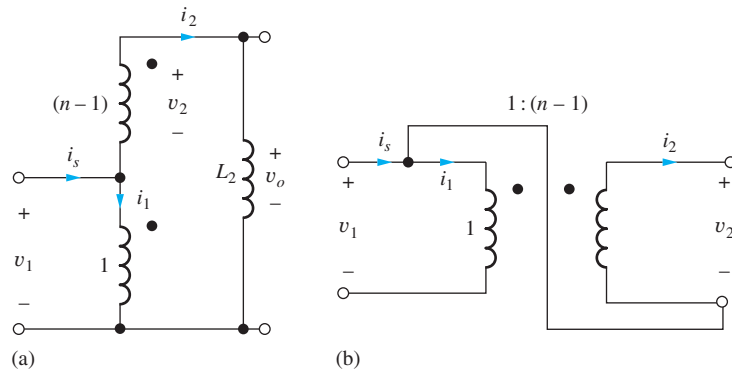 i₂
(n – 1)
+
v₂
–
iₛ
i₁
L₂
+
vₒ
–
+
v₁
–
1
(a)
1 : (n – 1)
iₛ
i₁
i₂
+
v₁
–
1
+
v₂
–
(b)